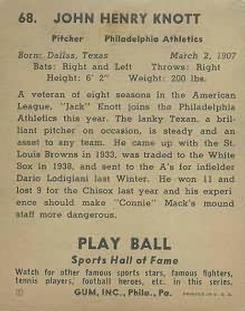 68. JOHN HENRY KNOTT
Pitcher Philadelphia Athletics
Born: Dallas, Texas March 2, 1907
Bats: Right and Left Throws: Right
Height: 6' 2" Weight: 200 lbs.
A veteran of eight seasons in the American
League, "Jack" Knott joins the Philadelphia
Athletics this year. The lanky Texan, a bril-
liant pitcher on occasion, is steady and an
asset to any team. He came up with the St.
Louis Browns in 1933, was traded to the White
Sox in 1938, and sent to the A's for infielder
Dario Lodigiani last Winter. He won 11 and
lost 9 for the Chisox last year and his experi
ence should make "Connie" Mack's mound
staff more dangerous.
PLAY BALL
Sports Hall of Fame
Watch for other famous sports stars, famous fighters,
tennis players, football heroes, etc. in this series.
GUM, INC., Phila., Pa. PRINTED IN U. S. A.